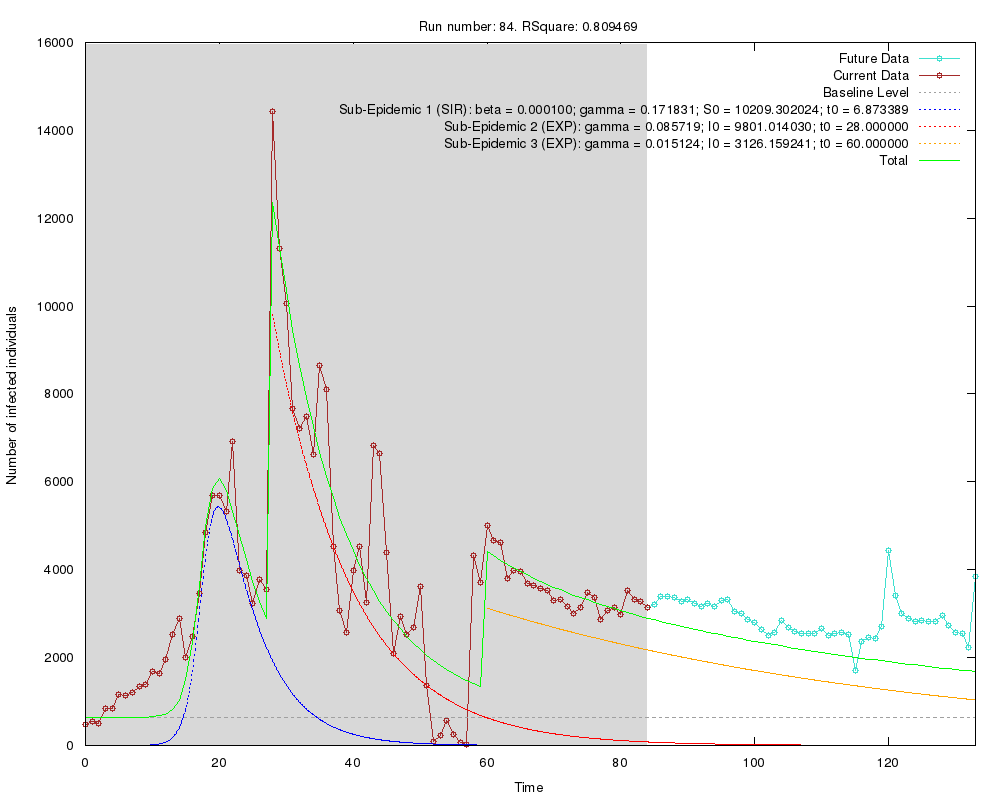 Run number: 84. RSquare: 0.809469
Future Data
Current Data
Baseline Level
Sub-Epidemic 1 (SIR): beta = 0.000100; gamma = 0.171831; S0 = 10209.302024; t0 = 6.873389
Sub-Epidemic 2 (EXP): gamma = 0.085719; I0 = 9801.014030; t0 = 28.000000
Sub-Epidemic 3 (EXP): gamma = 0.015124; I0 = 3126.159241; t0 = 60.000000
Total
Number of infected individuals
16000
14000
12000
10000
8000
6000
4000
2000
0
0 20 40 60 80 100 120
Time